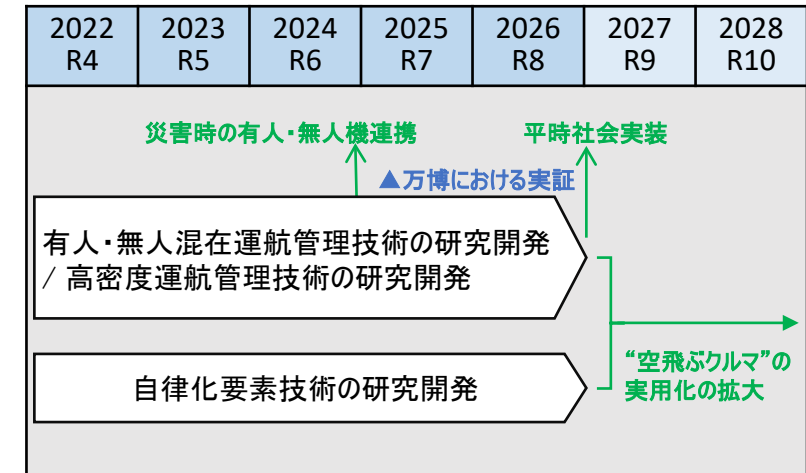 2022 2023 2024 2025 2026 2027 2028
R4 R5 R6 R7 R8 R9 R10
災害時の有人・無人機連携 平時社会実装
▲万博における実証
有人・無人混在運航管理技術の研究開発
/ 高密度運航管理技術の研究開発
“空飛ぶクルマ”の
実用化の拡大
自律化要素技術の研究開発